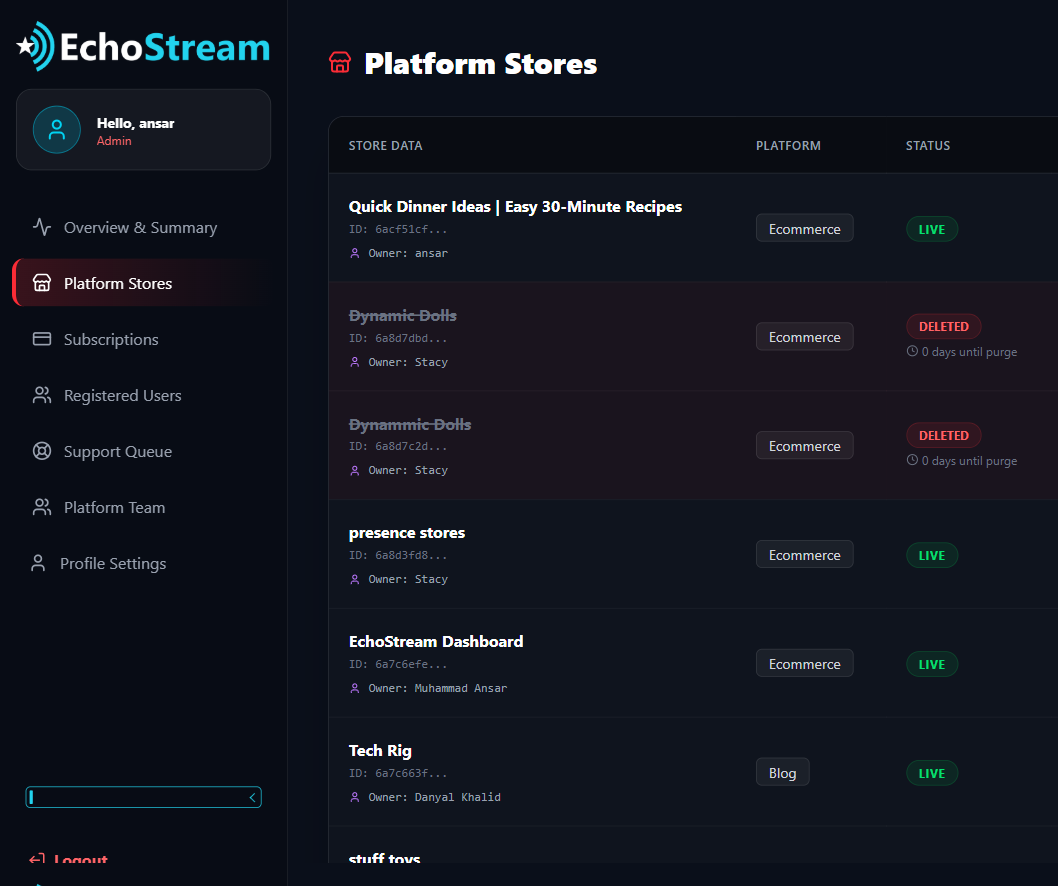 EchoStream
Hello, ansar
Admin
Overview & Summary
Platform Stores
Subscriptions
Registered Users
Support Queue
Platform Team
Profile Settings
Logout
Platform Stores
STORE DATA PLATFORM STATUS
Quick Dinner Ideas | Easy 30-Minute Recipes
ID: 6acf51cf...
Owner: ansar
Ecommerce
LIVE
Dynamic Dolls
ID: 6a8d7dbd...
Owner: Stacy
Ecommerce
DELETED
0 days until purge
Dynammic Dolls
ID: 6a8d7c2d...
Owner: Stacy
Ecommerce
DELETED
0 days until purge
presence stores
ID: 6a8d3fd8...
Owner: Stacy
Ecommerce
LIVE
EchoStream Dashboard
ID: 6a7c6efe...
Owner: Muhammad Ansar
Ecommerce
LIVE
Tech Rig
ID: 6a7c663f...
Owner: Danyal Khalid
Blog
LIVE
stuff toys